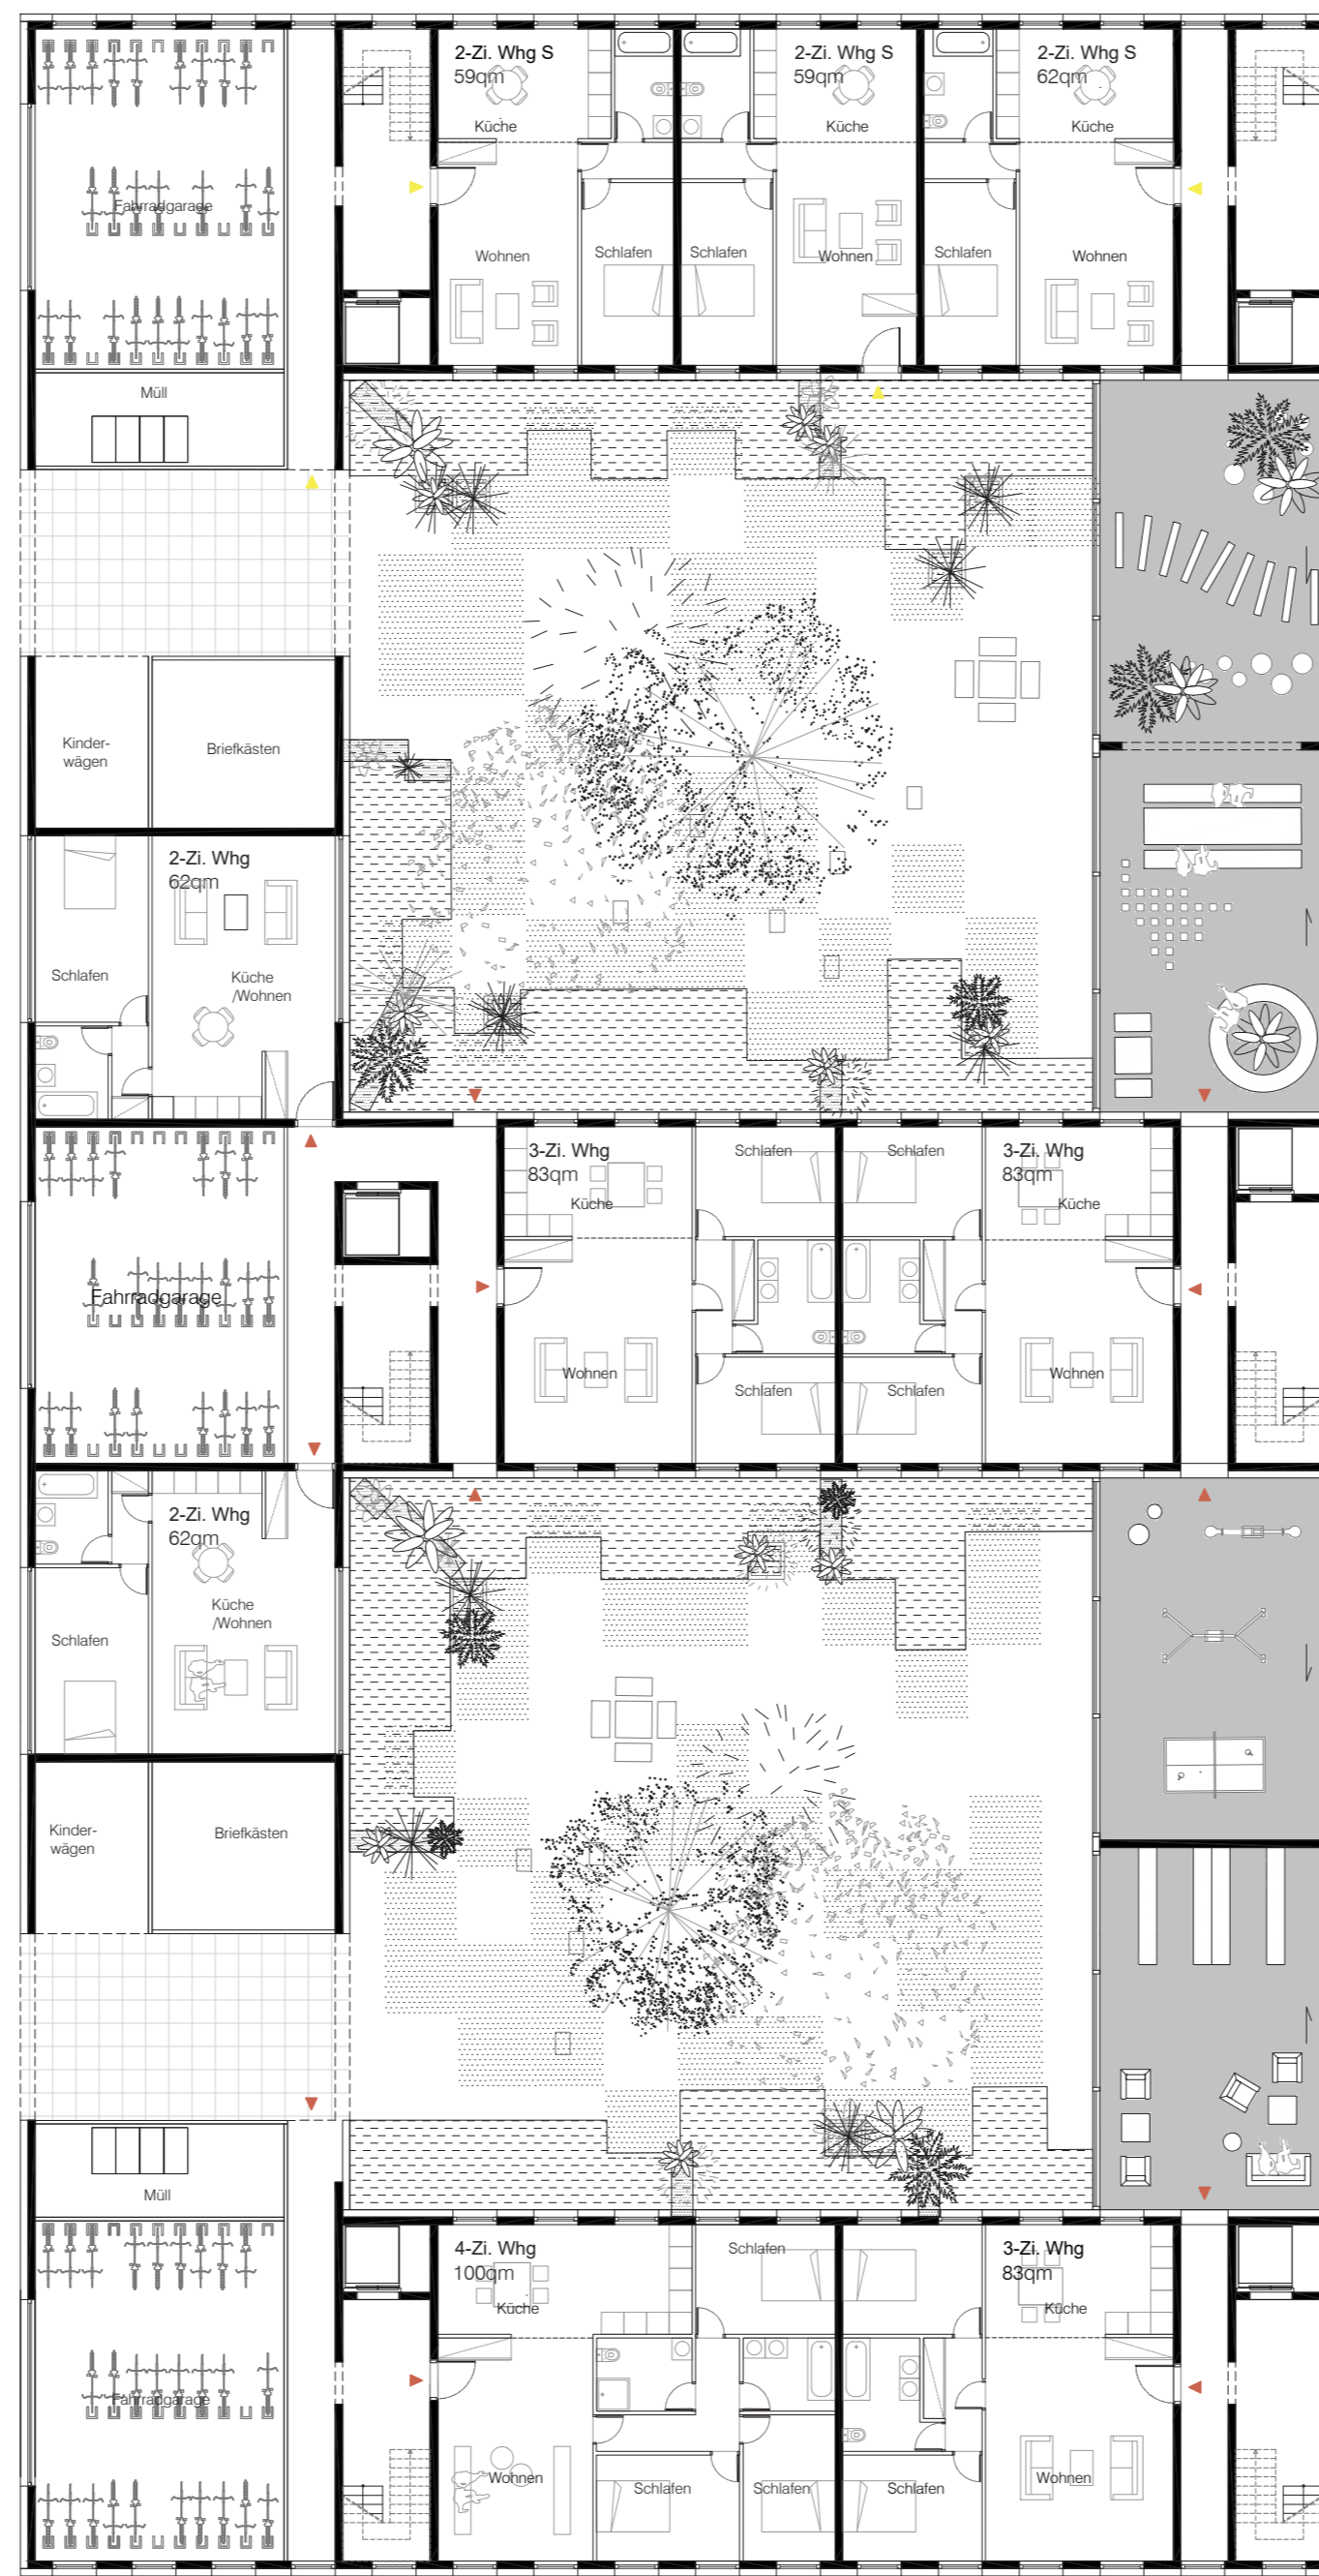 2-Zi. Whg S
59qm
Küche
Wohnen
Schlafen
2-Zi. Whg S
59qm
Küche
Wohnen
Schlafen
2-Zi. Whg S
62qm
Küche
Wohnen
Schlafen
Fahrradgarage
Müll
Kinder-
wägen
Briefkästen
2-Zi. Whg
62qm
Schlafen
Küche
/Wohnen
3-Zi. Whg
83qm
Küche
Schlafen
Schlafen
3-Zi. Whg
83qm
Küche
Fahrradgarage
Wohnen
Schlafen
Schlafen
Wohnen
2-Zi. Whg
62qm
Küche
/Wohnen
Schlafen
Kinder-
wägen
Briefkästen
Müll
4-Zi. Whg
100qm
Küche
Schlafen
3-Zi. Whg
83qm
Küche
Fahrradgarage
Wohnen
Schlafen
Schlafen
Schlafen
Wohnen